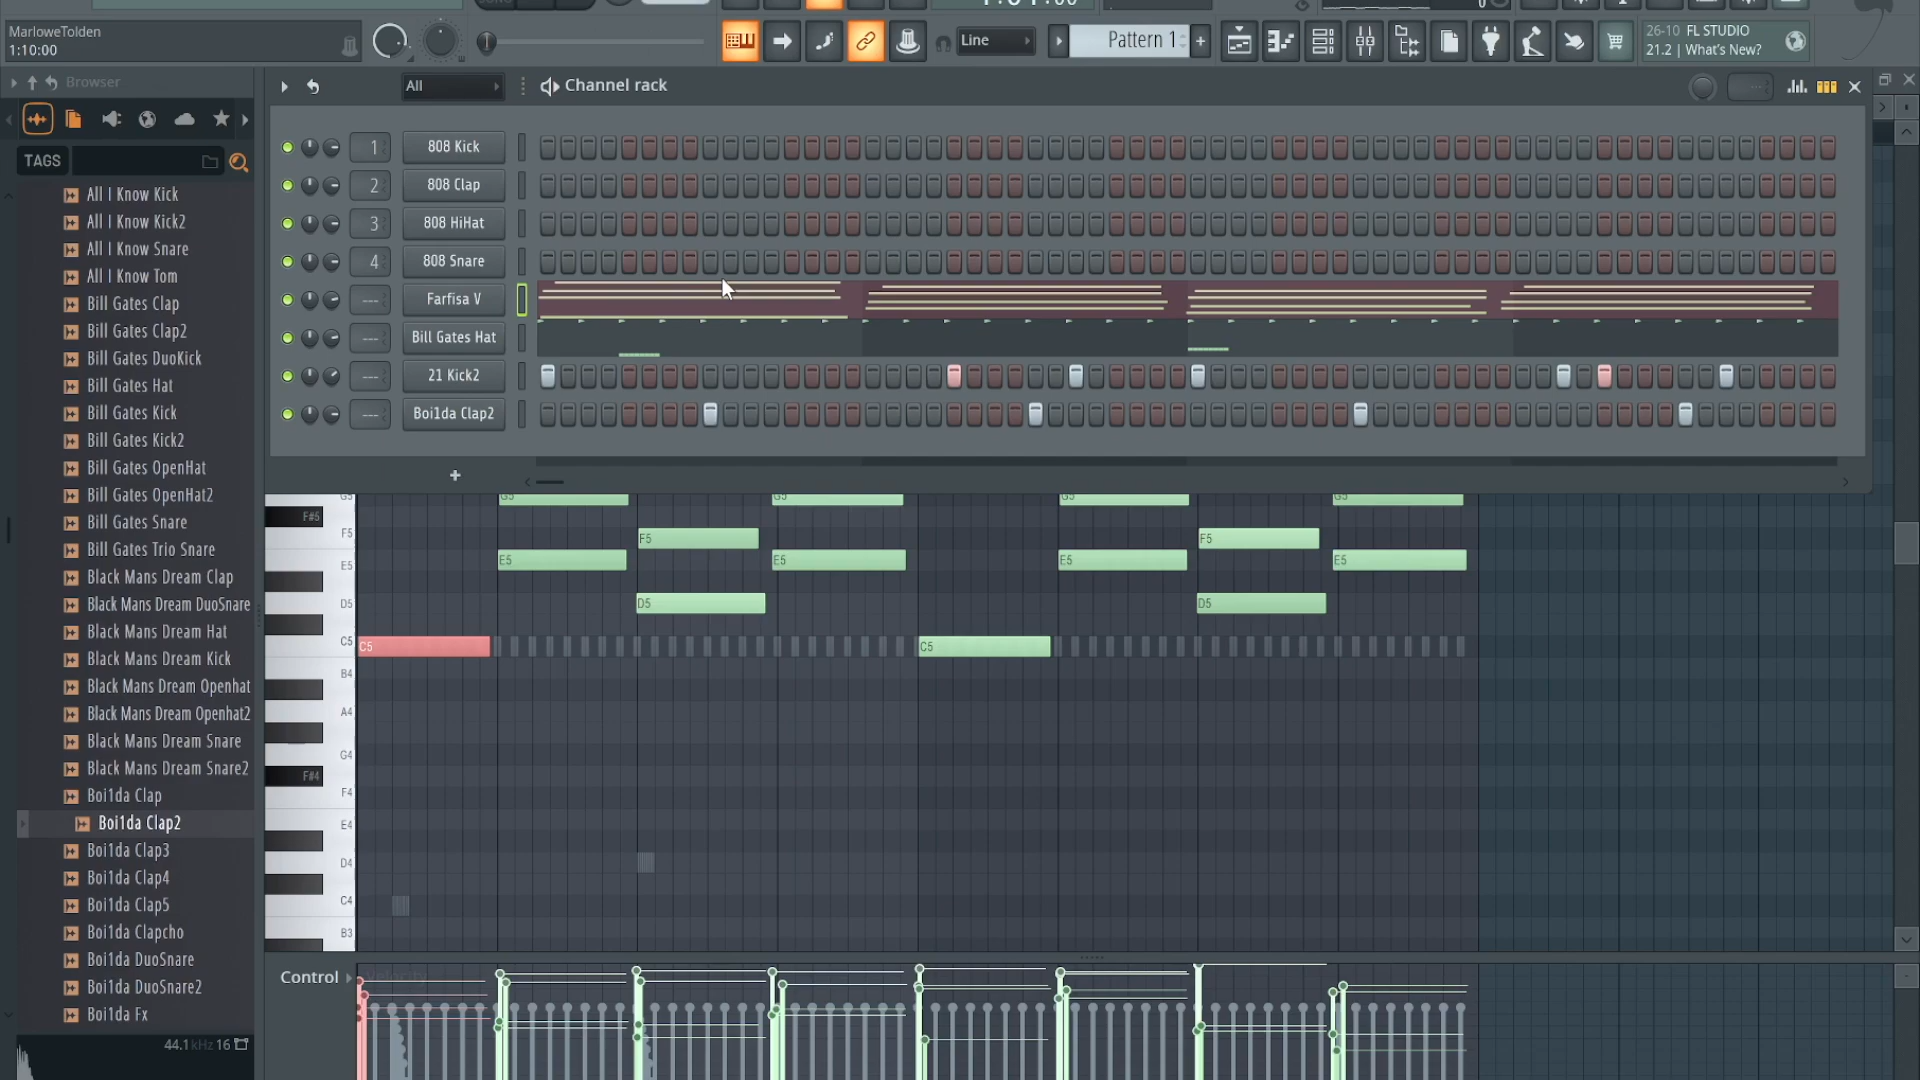 MarloweTolden
1:10:00
Line
Pattern 1
26-10 FL STUDIO
21.2 | What's New?
Browser
All
Channel rack
TAGS
All I Know Kick
All I Know Kick2
All I Know Snare
All I Know Tom
Bill Gates Clap
Bill Gates Clap2
Bill Gates DuoKick
Bill Gates Hat
Bill Gates Kick
Bill Gates Kick2
Bill Gates OpenHat
Bill Gates OpenHat2
Bill Gates Snare
Bill Gates Trio Snare
Black Mans Dream Clap
Black Mans Dream DuoSnare
Black Mans Dream Hat
Black Mans Dream Kick
Black Mans Dream Openhat
Black Mans Dream Openhat2
Black Mans Dream Snare
Black Mans Dream Snare2
Boi1da Clap
Boi1da Clap2
Boi1da Clap3
Boi1da Clap4
Boi1da Clap5
Boi1da Clapcho
Boi1da DuoSnare
Boi1da DuoSnare2
Boi1da Fx
44.1kHz 16
1 808 Kick
2 808 Clap
3 808 HiHat
4 808 Snare
--- Farfisa V
--- Bill Gates Hat
--- 21 Kick2
--- Boi1da Clap2
+
G5 G5 G5 G5 G5
F#5
F5 F5 F5
E5 E5 E5 E5 E5
D5 D5 D5
C5 C5 C5
B4
A4
G4
F#4
F4
E4
D4
C4
B3
Control Velocity